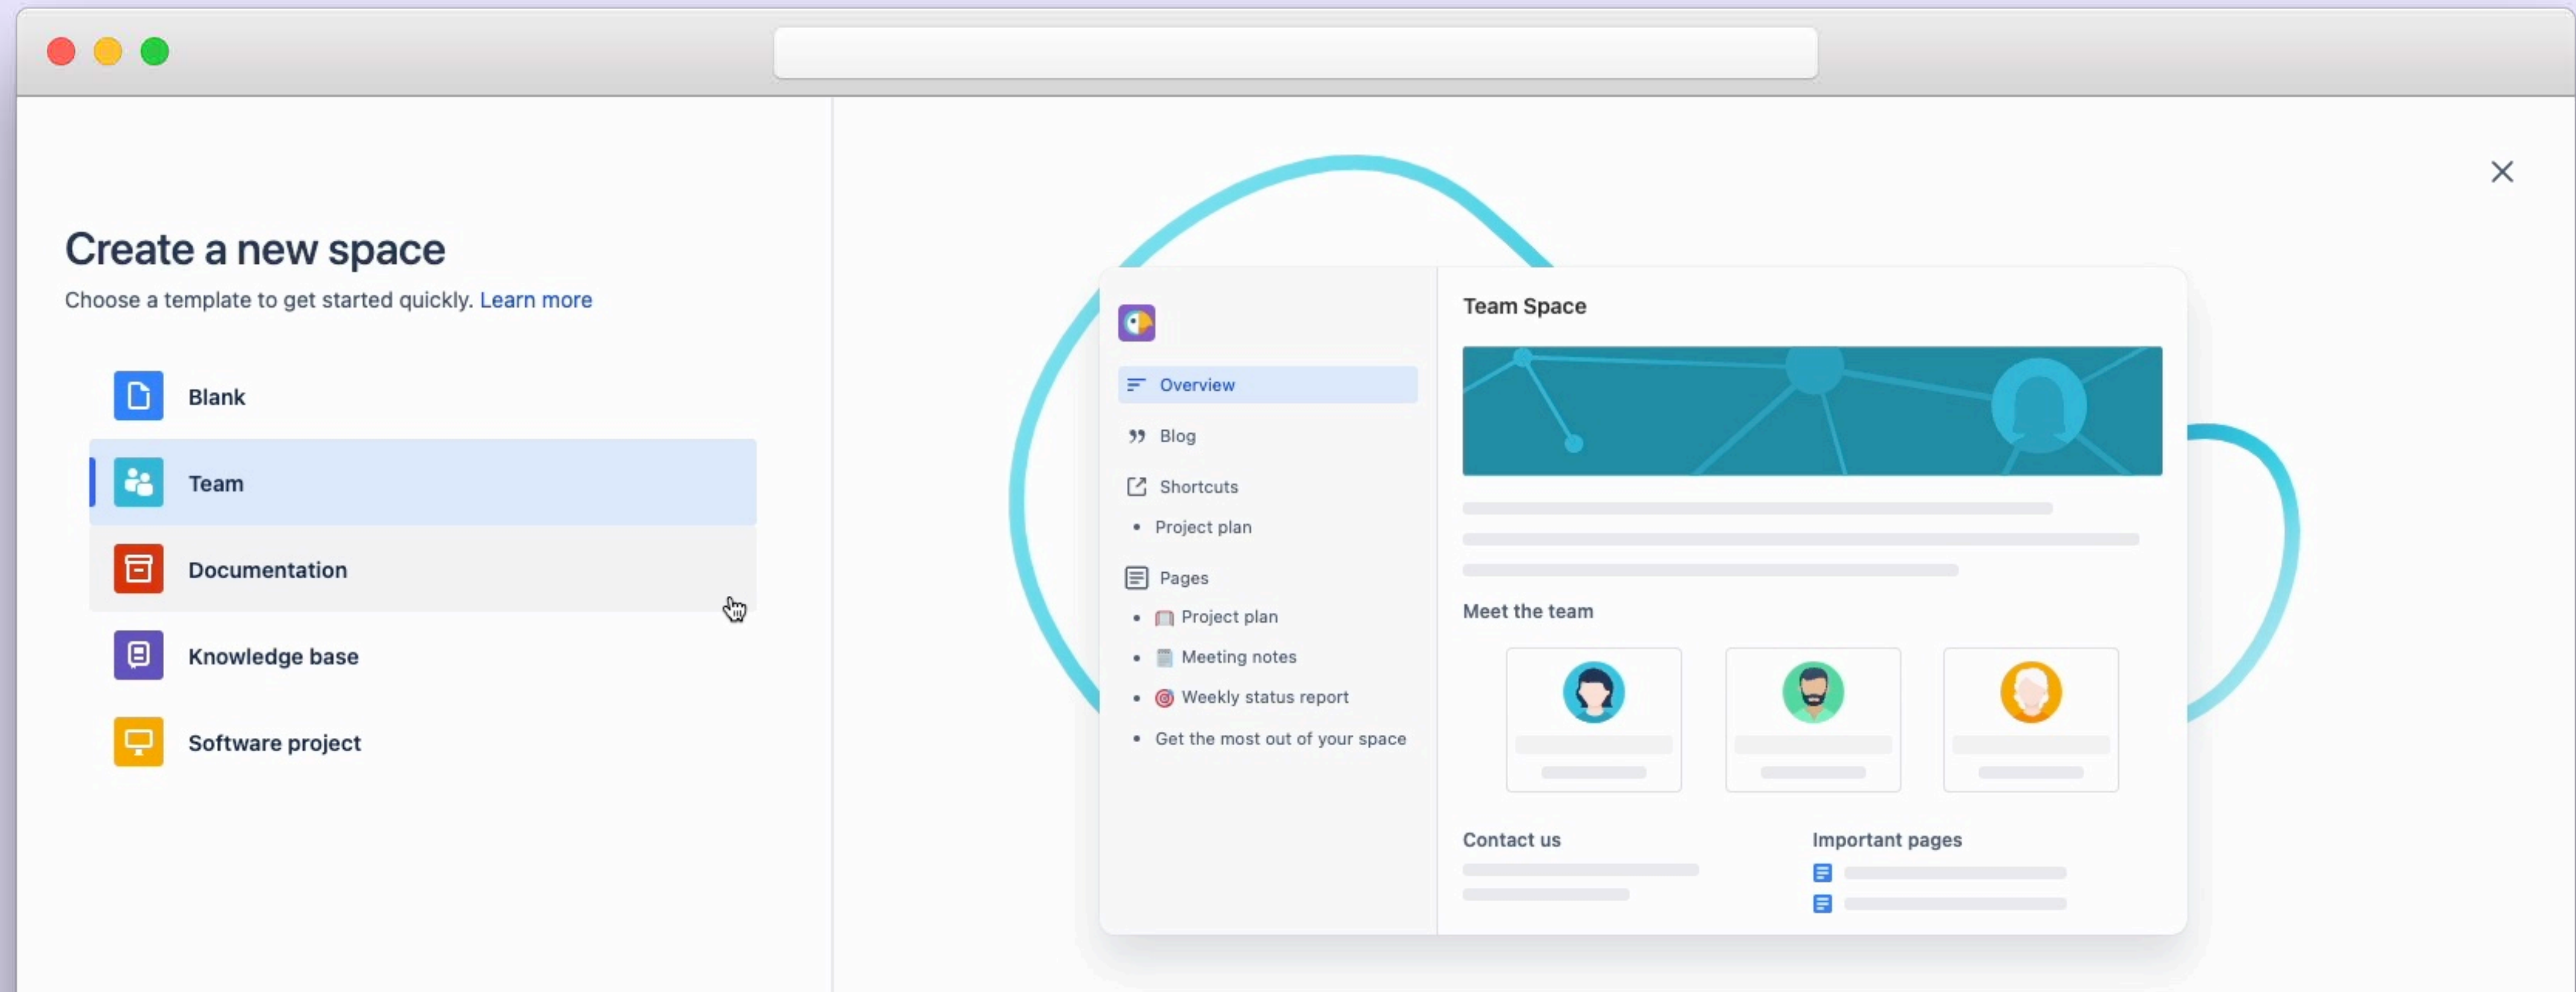 Create a new space
Choose a template to get started quickly. Learn more
Blank
Team
Documentation
Knowledge base
Software project
Overview
Blog
Shortcuts
Project plan
Pages
Project plan
Meeting notes
Weekly status report
Get the most out of your space
Team Space
Meet the team
Contact us
Important pages